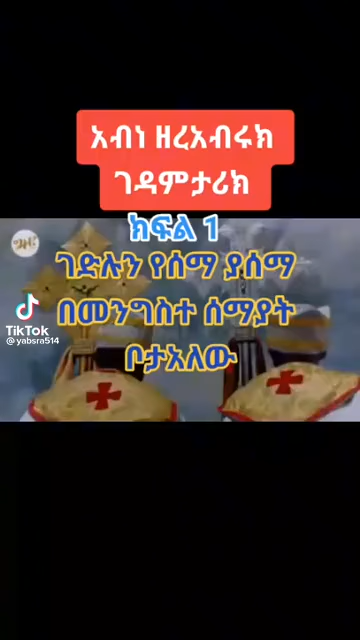 አብነ ዘረአብሩክ
ገዳምታሪክ
ክፍል 1
ገድሉን የሰማ ያሰማ
በመንግስተ ሰማያት
ቦታአለው
TikTok
@yabsra514